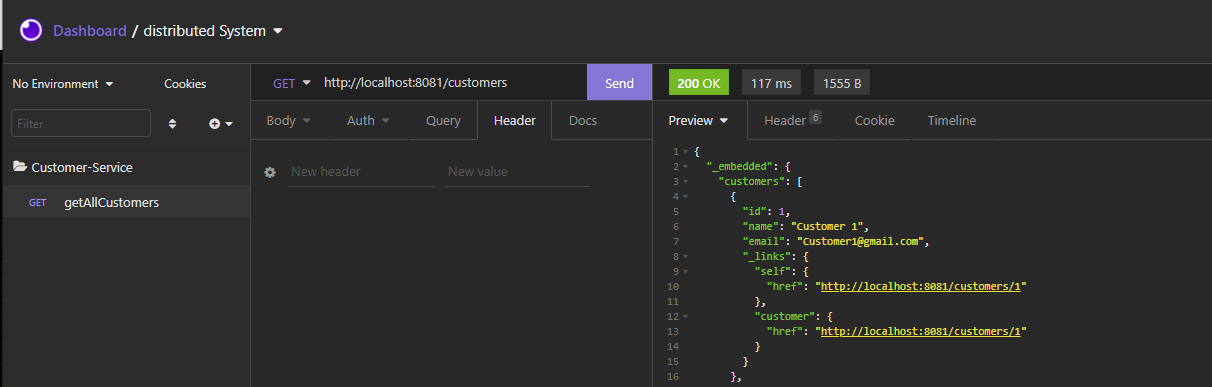 Dashboard / distributed System
No Environment Cookies
Filter
Customer-Service
GET getAllCustomers
GET http://localhost:8081/customers Send
Body Auth Query Header Docs
New header New value
200 OK 117 ms 1555 B
Preview Header 6 Cookie Timeline
1 {
2 "_embedded": {
3 "customers": [
4 {
5 "id": 1,
6 "name": "Customer 1",
7 "email": "Customer1@gmail.com",
8 "_links": {
9 "self": {
10 "href": "http://localhost:8081/customers/1"
11 },
12 "customer": {
13 "href": "http://localhost:8081/customers/1"
14 }
15 }
16 },